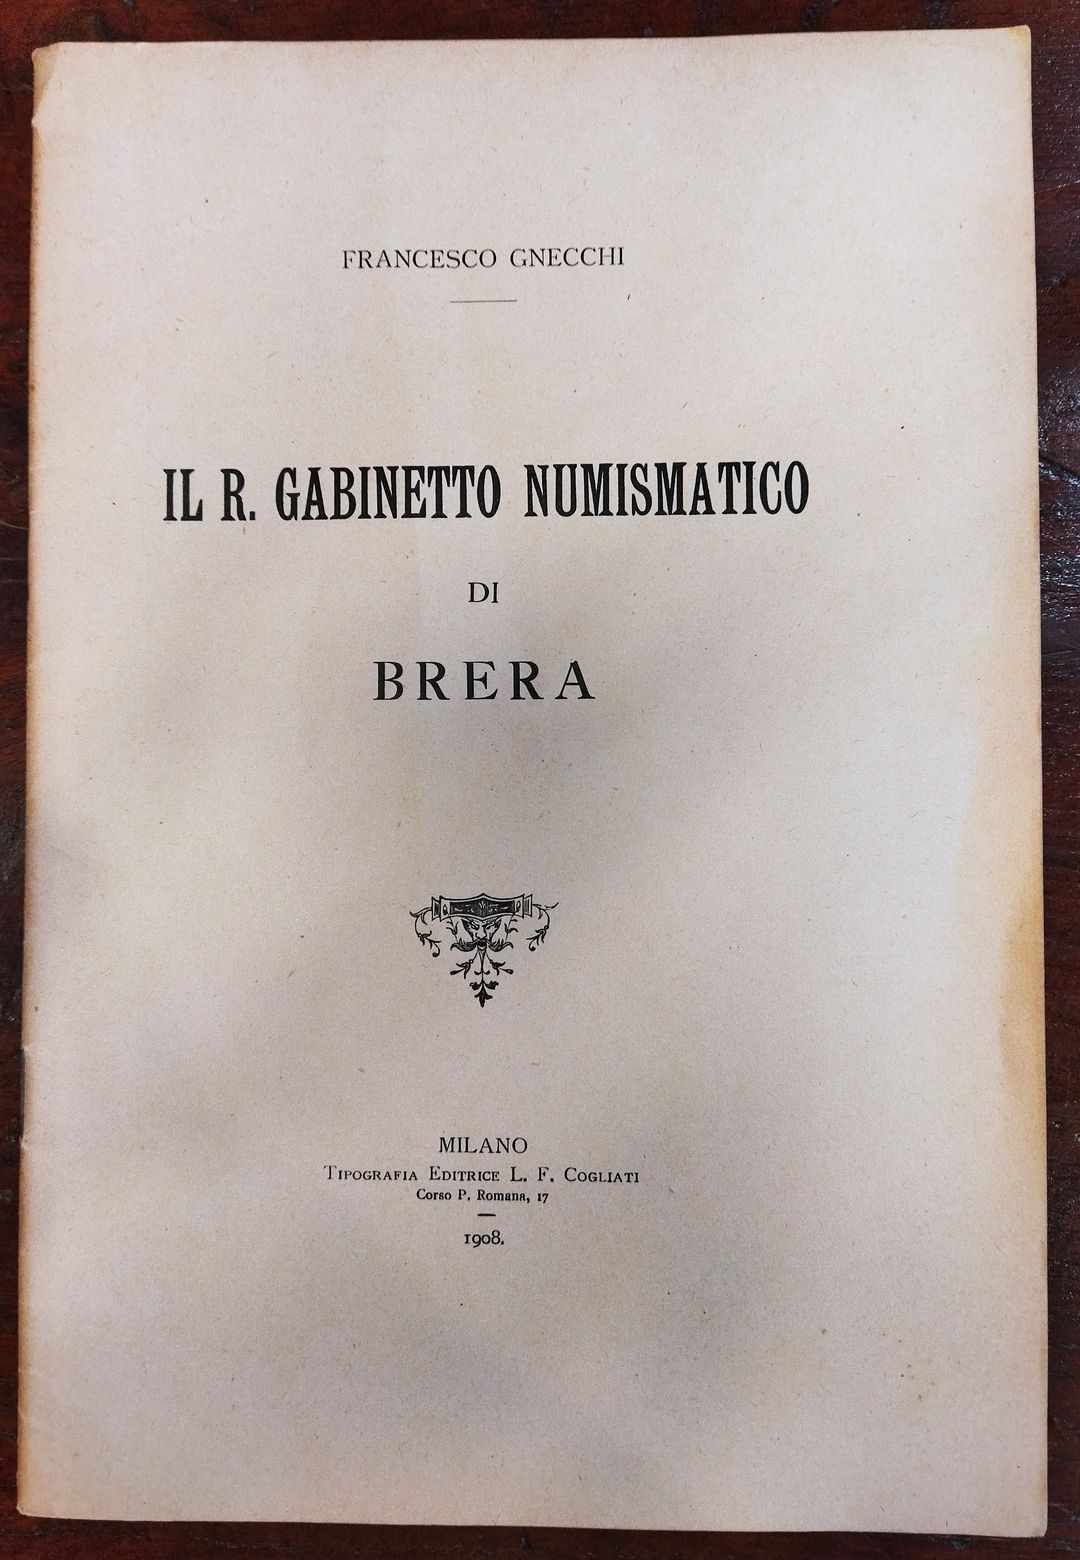 FRANCESCO GNECCHI
IL R. GABINETTO NUMISMATICO
DI
BRERA
MILANO
TIPOGRAFIA EDITRICE L. F. COGLIATI
Corso P. Romana, 17
1908.